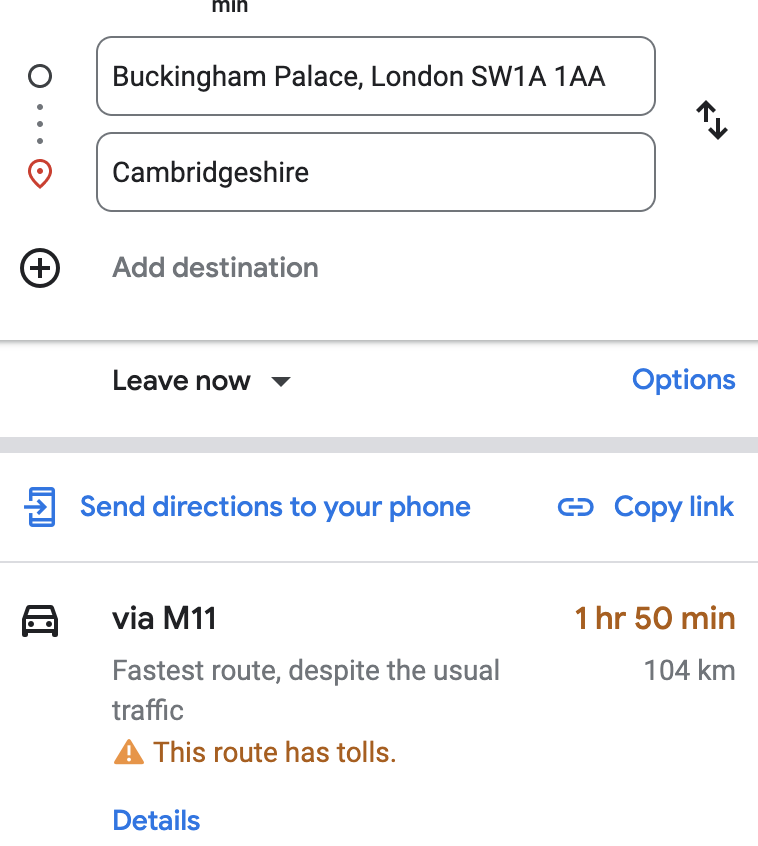 min
Buckingham Palace, London SW1A 1AA
Cambridgeshire
Add destination
Leave now
Options
Send directions to your phone
Copy link
via M11
1 hr 50 min
Fastest route, despite the usual
traffic
104 km
This route has tolls.
Details